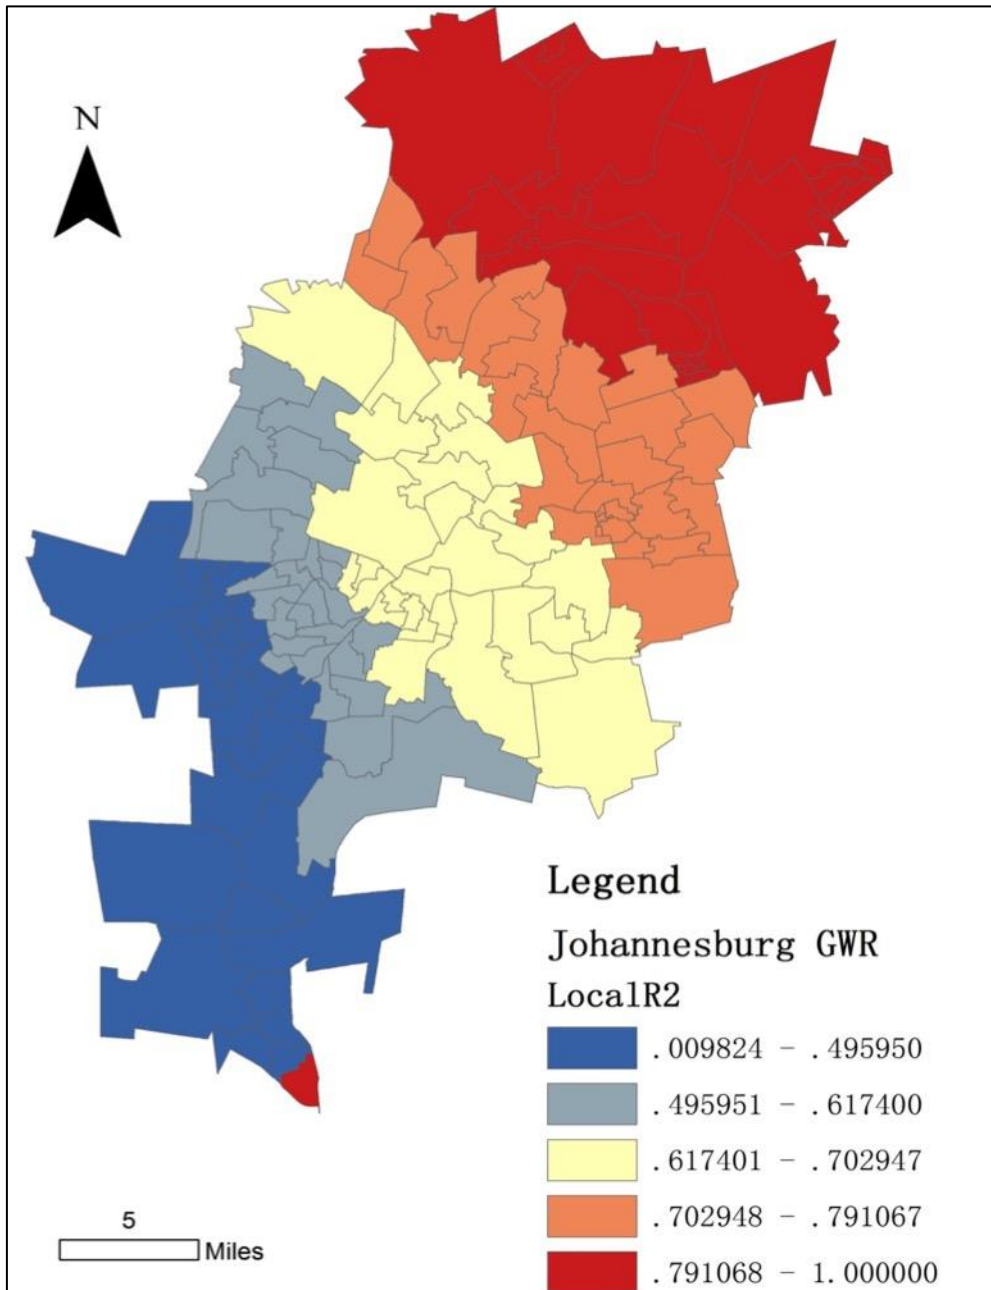 N
Legend
Johannesburg GWR
LocalR2
.009824 - .495950
.495951 - .617400
.617401 - .702947
.702948 - .791067
.791068 - 1.000000
5
Miles